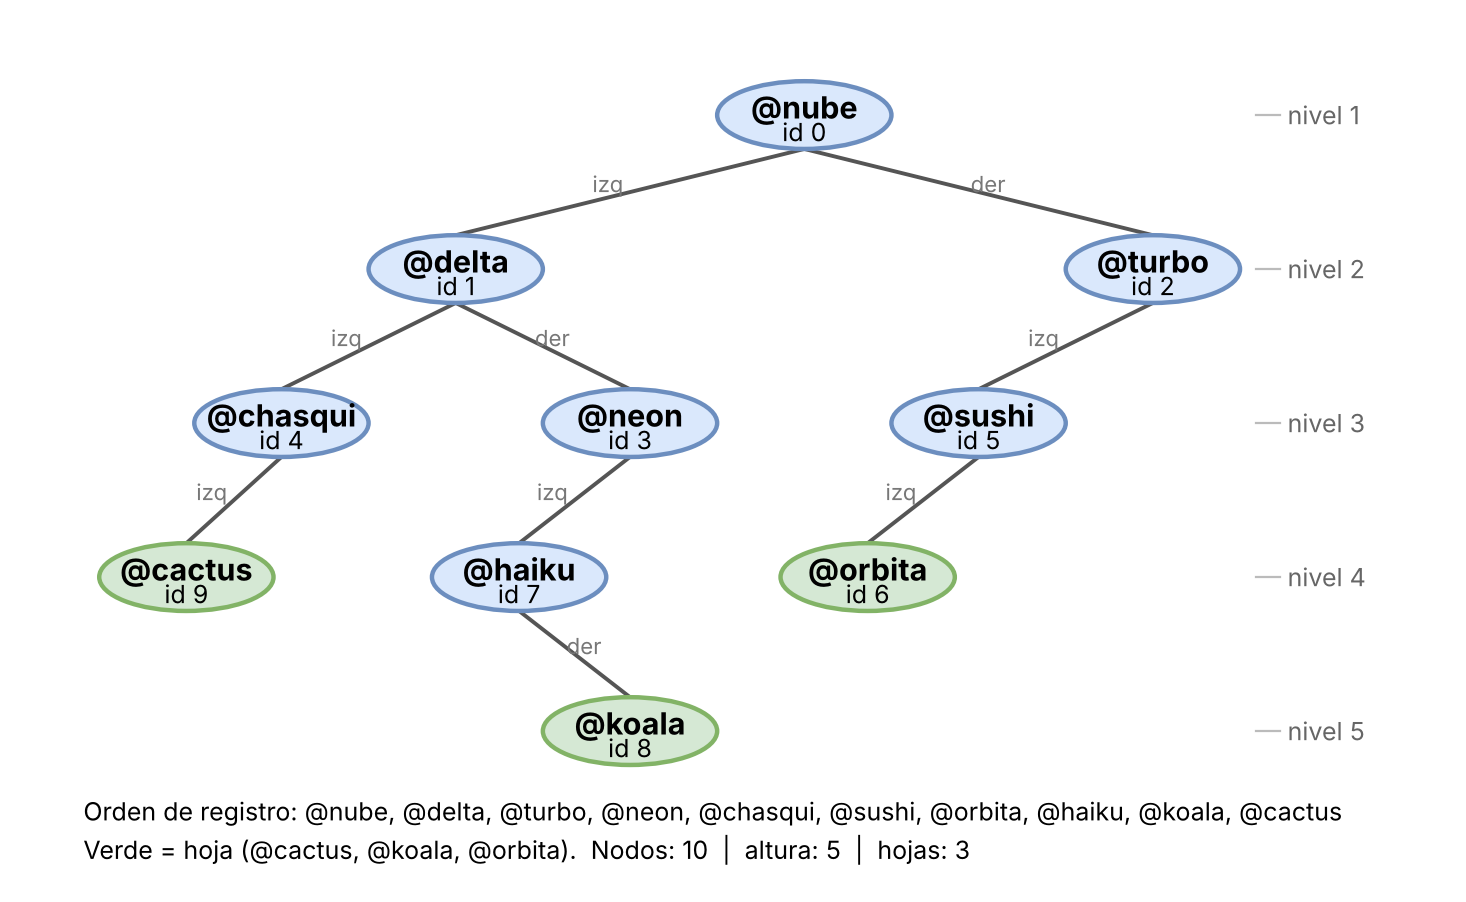 @nube
id 0
nivel 1
izq
der
@delta
id 1
@turbo
id 2
nivel 2
izq
der
izq
@chasqui
id 4
@neon
id 3
@sushi
id 5
nivel 3
izq
izq
izq
@cactus
id 9
@haiku
id 7
@orbita
id 6
nivel 4
der
@koala
id 8
nivel 5
Orden de registro: @nube, @delta, @turbo, @neon, @chasqui, @sushi, @orbita, @haiku, @koala, @cactus
Verde = hoja (@cactus, @koala, @orbita).  Nodos: 10  |  altura: 5  |  hojas: 3